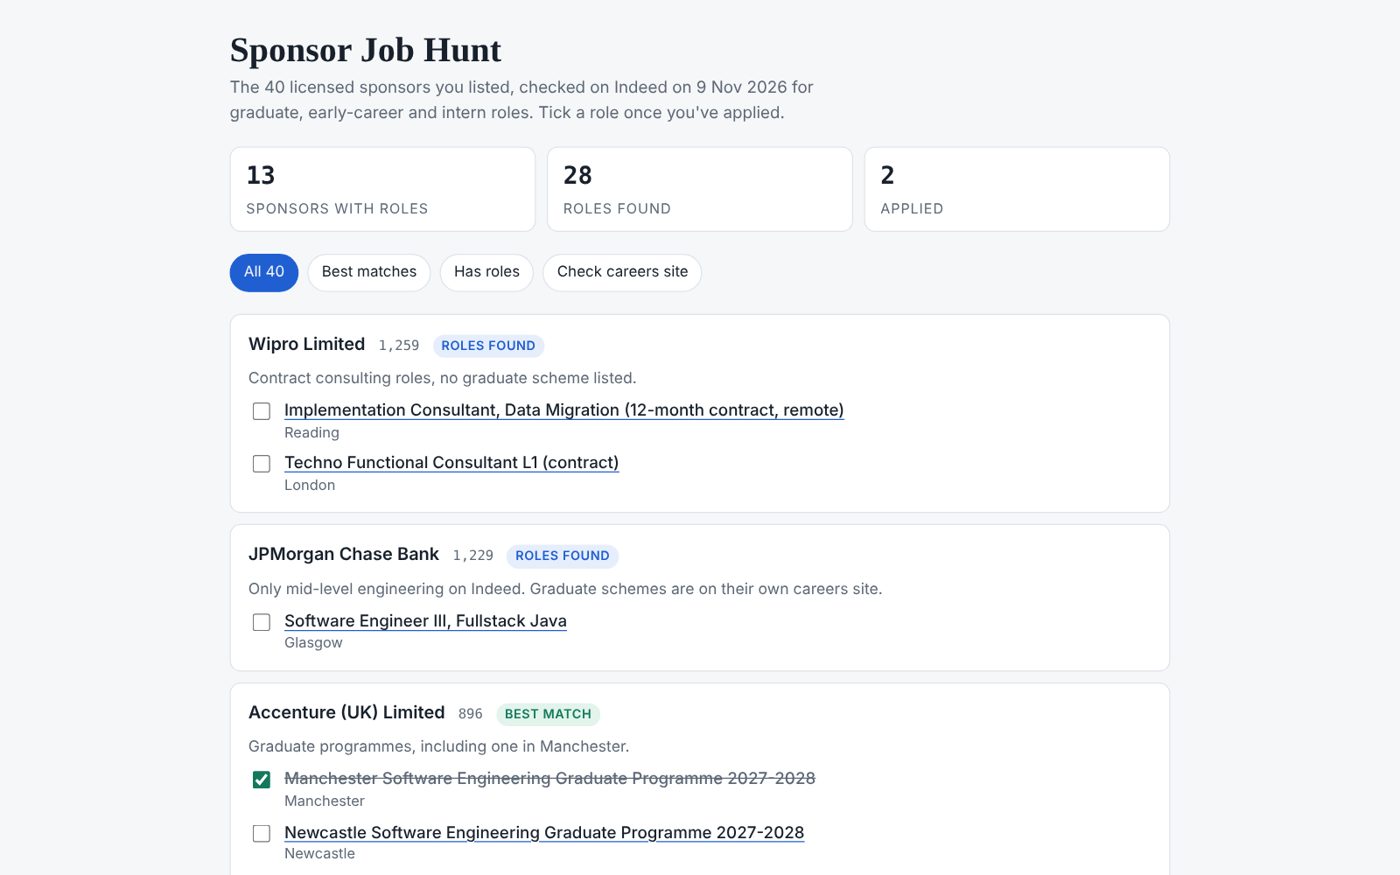 Sponsor Job Hunt
The 40 licensed sponsors you listed, checked on Indeed on 9 Nov 2026 for
graduate, early-career and intern roles. Tick a role once you've applied.
13
SPONSORS WITH ROLES
28
ROLES FOUND
2
APPLIED
All 40
Best matches
Has roles
Check careers site
Wipro Limited 1,259 ROLES FOUND
Contract consulting roles, no graduate scheme listed.
Implementation Consultant, Data Migration (12-month contract, remote)
Reading
Techno Functional Consultant L1 (contract)
London
JPMorgan Chase Bank 1,229 ROLES FOUND
Only mid-level engineering on Indeed. Graduate schemes are on their own careers site.
Software Engineer III, Fullstack Java
Glasgow
Accenture (UK) Limited 896 BEST MATCH
Graduate programmes, including one in Manchester.
Manchester Software Engineering Graduate Programme 2027-2028
Manchester
Newcastle Software Engineering Graduate Programme 2027-2028
Newcastle